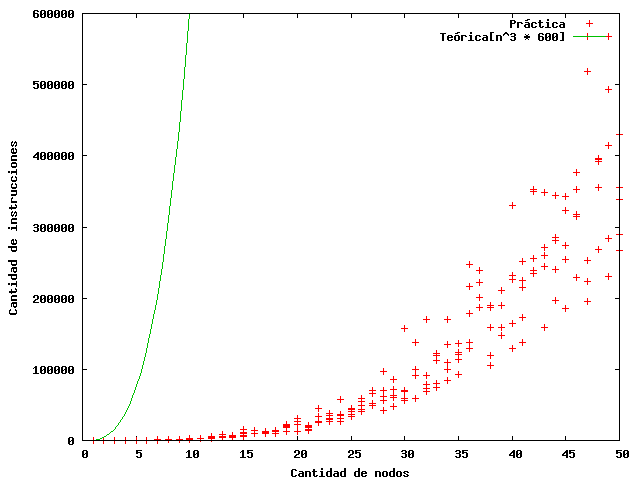 600000
500000
400000
300000
200000
100000
0
0 5 10 15 20 25 30 35 40 45 50
Cantidad de instrucciones
Cantidad de nodos
Práctica
Teórica[n^3 * 600]